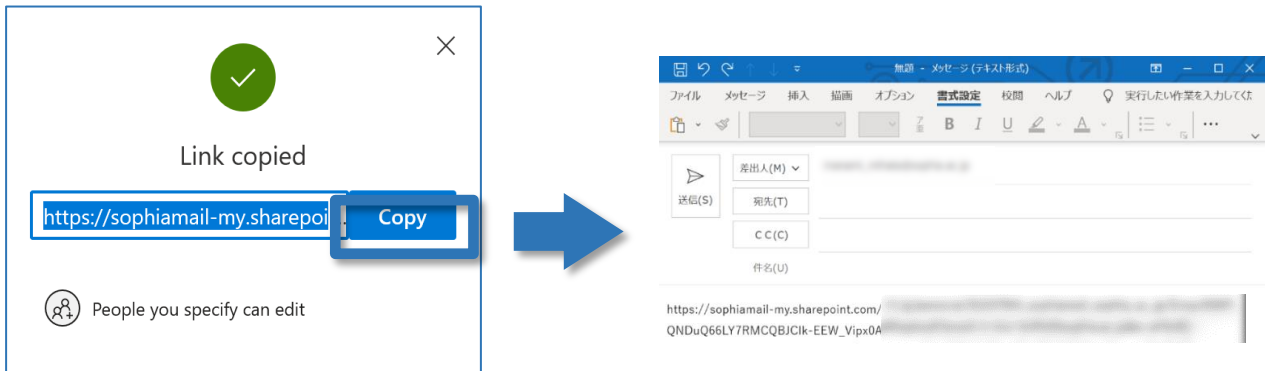 Link copied
https://sophiamail-my.sharepoi...
Copy
People you specify can edit
無題 - メッセージ (テキスト形式)
ファイル メッセージ 挿入 描画 オプション 書式設定 校閲 ヘルプ 実行したい作業を入力してくだ
B I U A
送信(S)
差出人(M)
宛先(T)
C C(C)
件名(U)
https://sophiamail-my.sharepoint.com/
QNDuQ66LY7RMCQBJCIk-EEW_Vipx0A